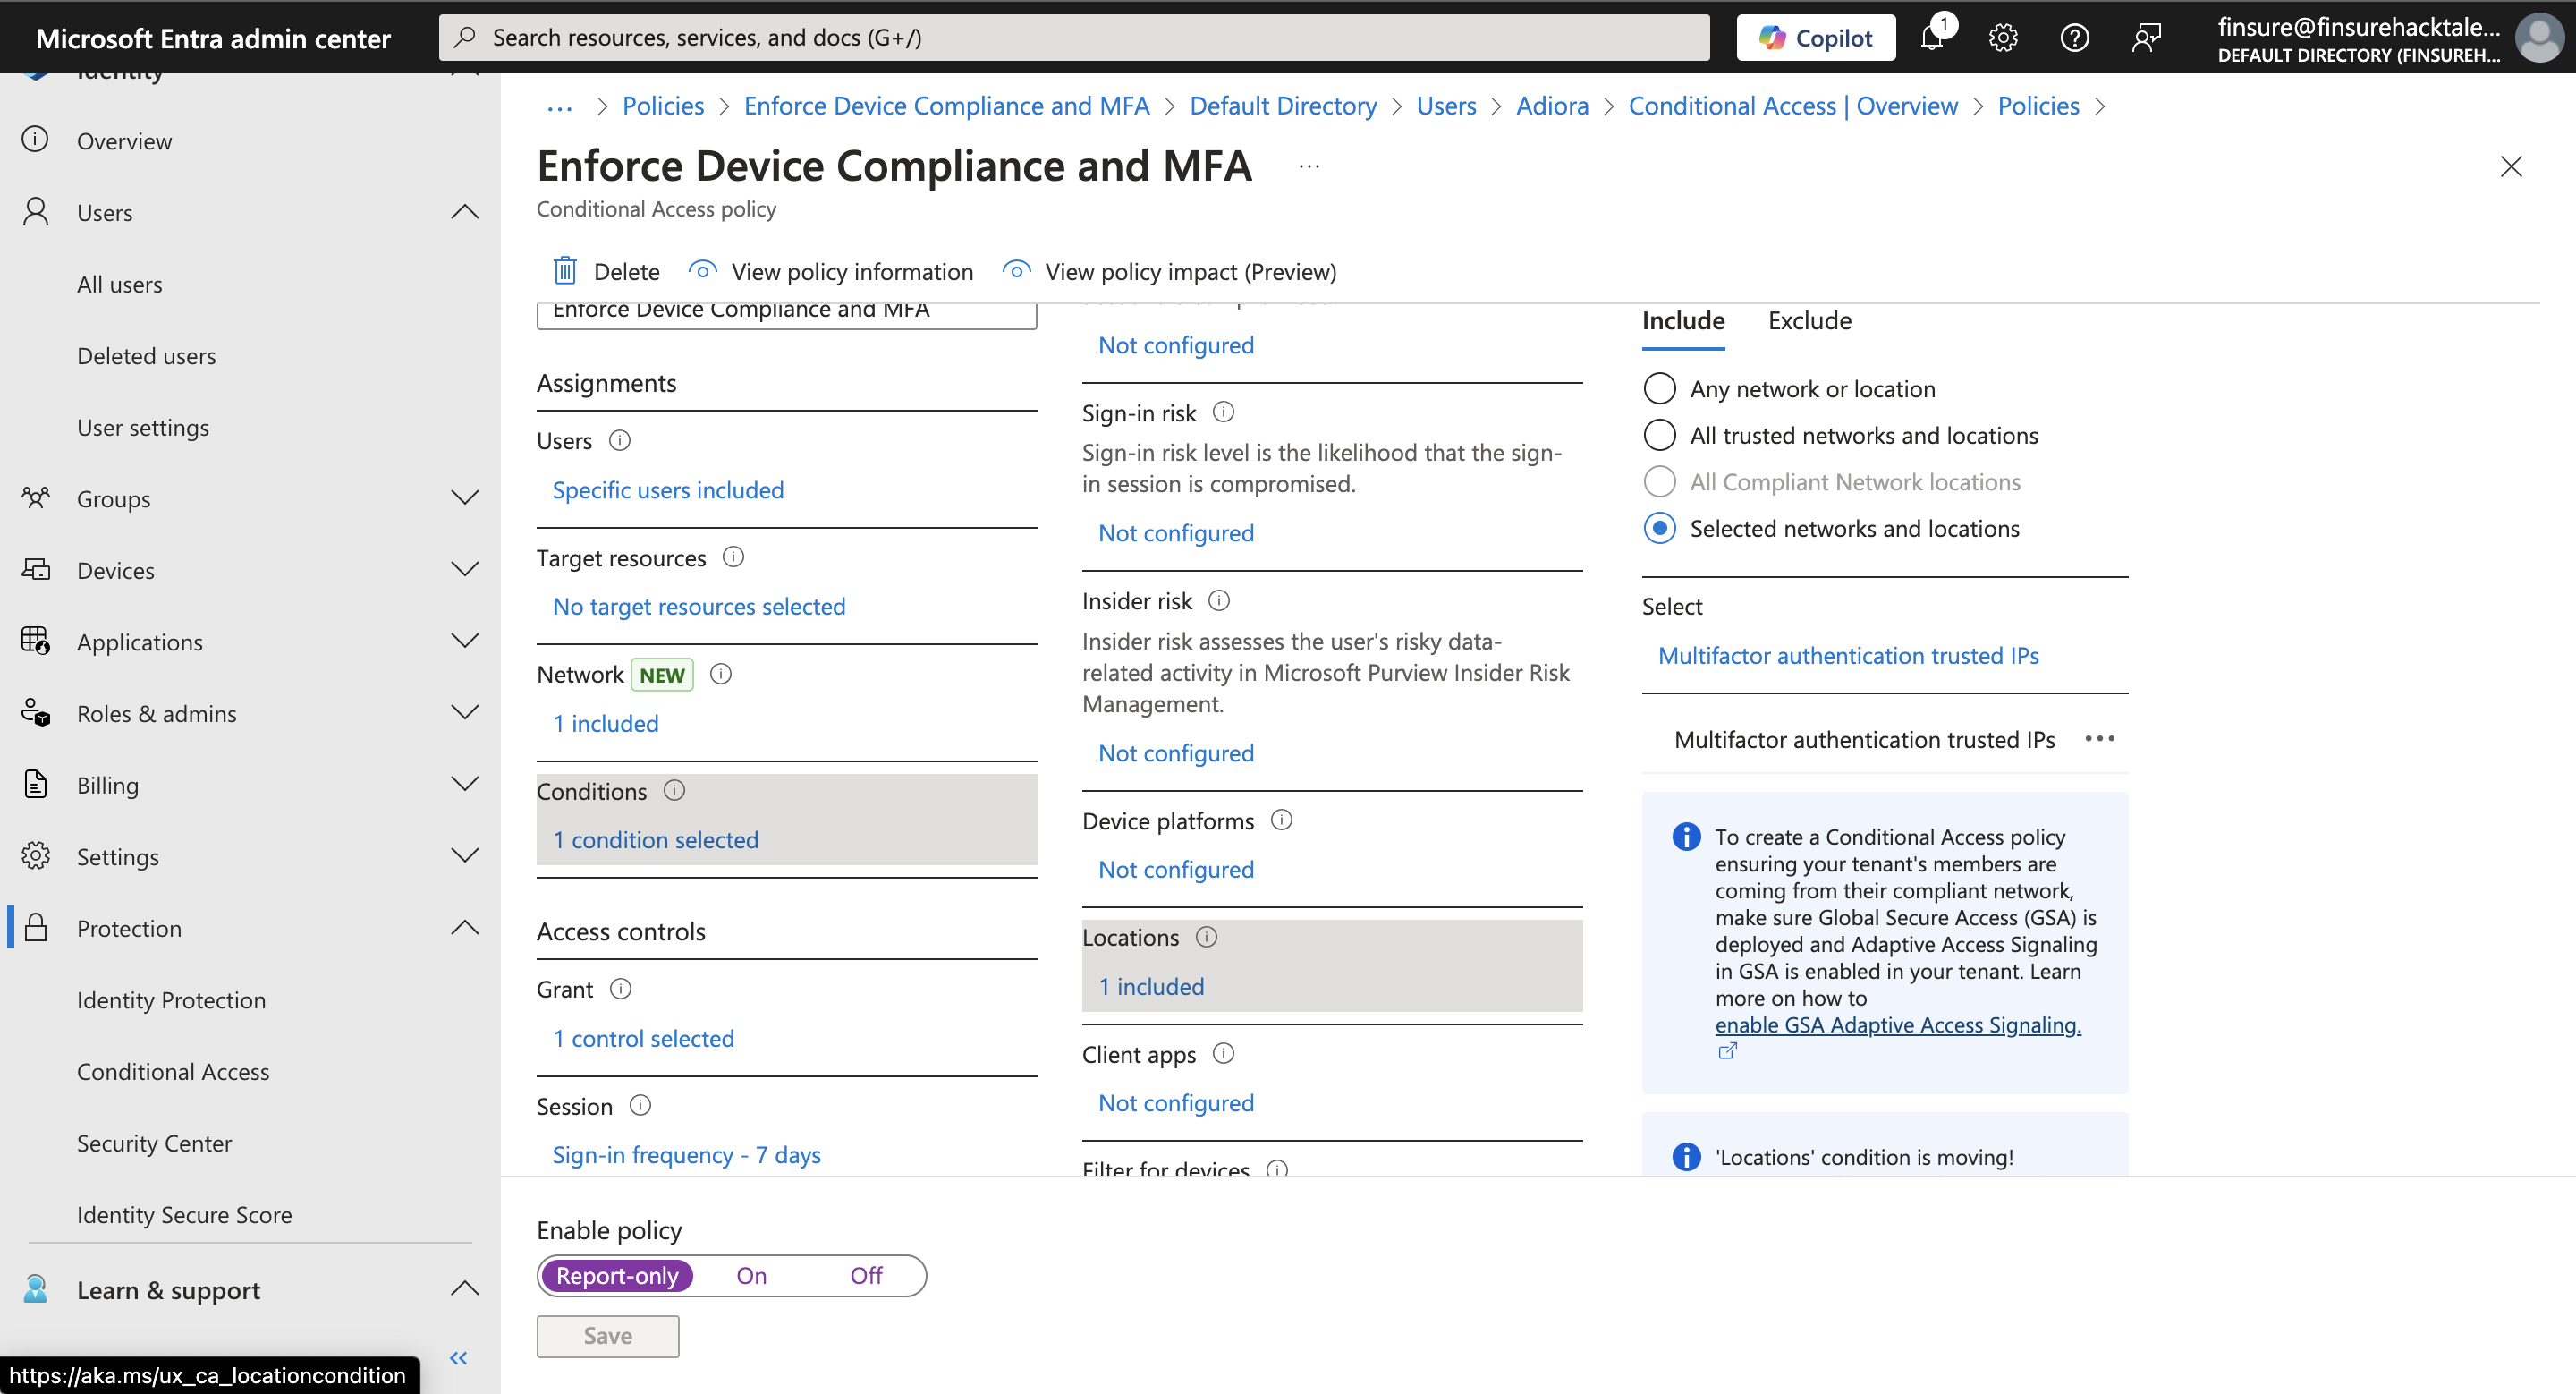 Microsoft Entra admin center
Search resources, services, and docs (G+/)
Copilot
1
finsure@finsurehacktale...
DEFAULT DIRECTORY (FINSUREH...
Identity
Overview
Users
All users
Deleted users
User settings
Groups
Devices
Applications
Roles & admins
Billing
Settings
Protection
Identity Protection
Conditional Access
Security Center
Identity Secure Score
Learn & support
https://aka.ms/ux_ca_locationcondition
... > Policies > Enforce Device Compliance and MFA > Default Directory > Users > Adiora > Conditional Access | Overview > Policies >
Enforce Device Compliance and MFA ...
Conditional Access policy
Delete
View policy information
View policy impact (Preview)
Enforce Device Compliance and MFA
Assignments
Users
Specific users included
Target resources
No target resources selected
Network NEW
1 included
Conditions
1 condition selected
Access controls
Grant
1 control selected
Session
Sign-in frequency - 7 days
Not configured
Sign-in risk
Sign-in risk level is the likelihood that the sign-
in session is compromised.
Not configured
Insider risk
Insider risk assesses the user's risky data-
related activity in Microsoft Purview Insider Risk
Management.
Not configured
Device platforms
Not configured
Locations
1 included
Client apps
Not configured
Filter for devices
Include
Exclude
Any network or location
All trusted networks and locations
All Compliant Network locations
Selected networks and locations
Select
Multifactor authentication trusted IPs
Multifactor authentication trusted IPs
To create a Conditional Access policy
ensuring your tenant's members are
coming from their compliant network,
make sure Global Secure Access (GSA) is
deployed and Adaptive Access Signaling
in GSA is enabled in your tenant. Learn
more on how to
enable GSA Adaptive Access Signaling.
'Locations' condition is moving!
Enable policy
Report-only
On
Off
Save